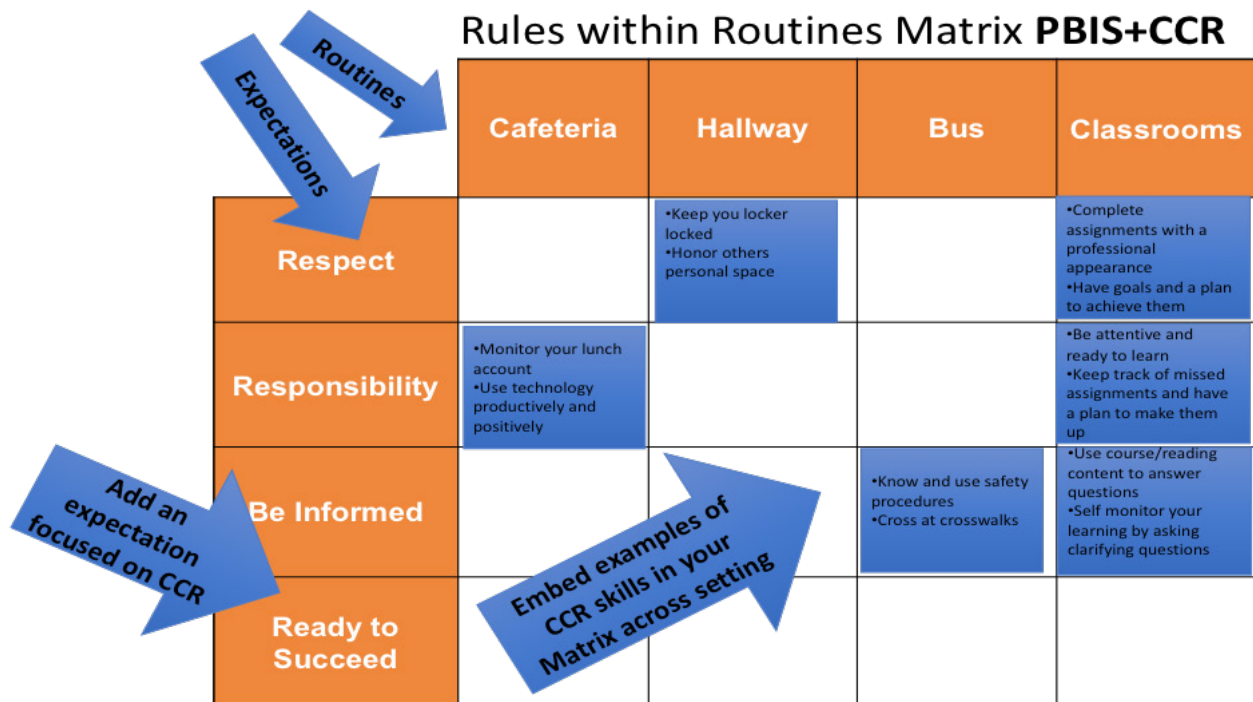 Rules within Routines Matrix PBIS+CCR
Routines
Expectations
Cafeteria
Hallway
Bus
Classrooms
Respect
•Keep you locker
locked
•Honor others
personal space
•Complete
assignments with a
professional
appearance
•Have goals and a plan
to achieve them
Responsibility
•Monitor your lunch
account
•Use technology
productively and
positively
•Be attentive and
ready to learn
•Keep track of missed
assignments and have
a plan to make them
up
Add an
expectation
focused on CCR
Be Informed
Embed examples of
CCR skills in your
Matrix across setting
•Know and use safety
procedures
•Cross at crosswalks
•Use course/reading
content to answer
questions
•Self monitor your
learning by asking
clarifying questions
Ready to
Succeed